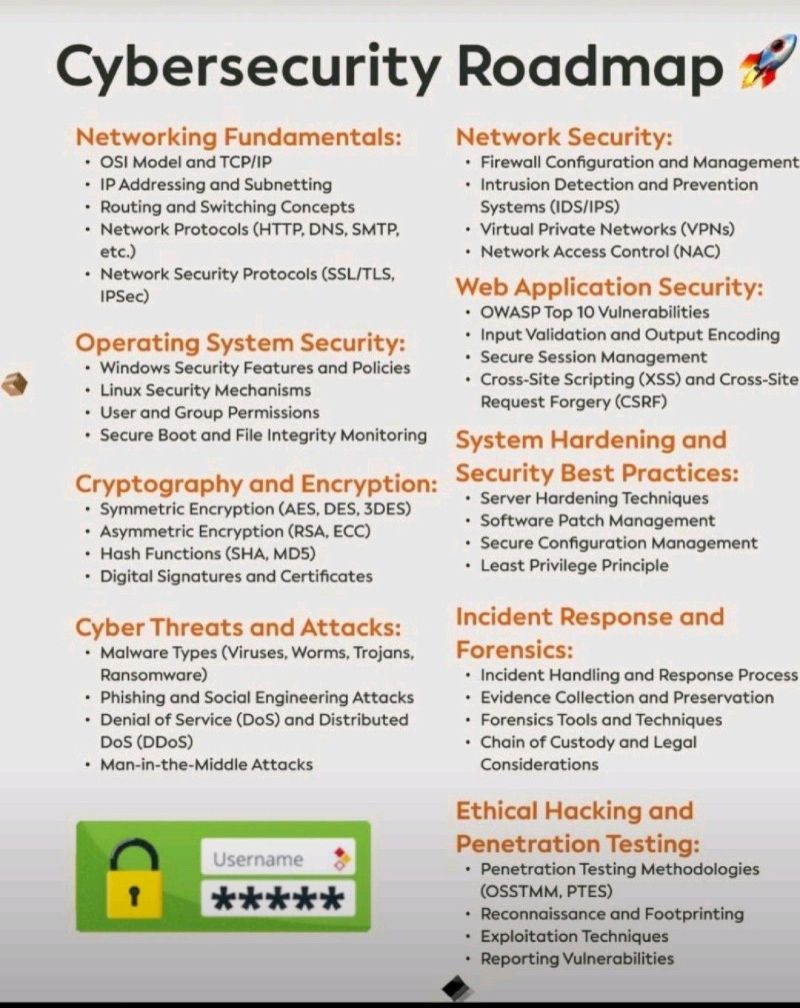 Cybersecurity Roadmap 🚀
Networking Fundamentals:
• OSI Model and TCP/IP
• IP Addressing and Subnetting
• Routing and Switching Concepts
• Network Protocols (HTTP, DNS, SMTP,
etc.)
• Network Security Protocols (SSL/TLS,
IPSec)
Operating System Security:
• Windows Security Features and Policies
• Linux Security Mechanisms
• User and Group Permissions
• Secure Boot and File Integrity Monitoring
Cryptography and Encryption:
• Symmetric Encryption (AES, DES, 3DES)
• Asymmetric Encryption (RSA, ECC)
• Hash Functions (SHA, MD5)
• Digital Signatures and Certificates
Cyber Threats and Attacks:
• Malware Types (Viruses, Worms, Trojans,
Ransomware)
• Phishing and Social Engineering Attacks
• Denial of Service (DoS) and Distributed
DoS (DDoS)
• Man-in-the-Middle Attacks
Username
*****
Network Security:
• Firewall Configuration and Management
• Intrusion Detection and Prevention
Systems (IDS/IPS)
• Virtual Private Networks (VPNs)
• Network Access Control (NAC)
Web Application Security:
• OWASP Top 10 Vulnerabilities
• Input Validation and Output Encoding
• Secure Session Management
• Cross-Site Scripting (XSS) and Cross-Site
Request Forgery (CSRF)
System Hardening and
Security Best Practices:
• Server Hardening Techniques
• Software Patch Management
• Secure Configuration Management
• Least Privilege Principle
Incident Response and
Forensics:
• Incident Handling and Response Process
• Evidence Collection and Preservation
• Forensics Tools and Techniques
• Chain of Custody and Legal
Considerations
Ethical Hacking and
Penetration Testing:
• Penetration Testing Methodologies
(OSSTMM, PTES)
• Reconnaissance and Footprinting
• Exploitation Techniques
• Reporting Vulnerabilities